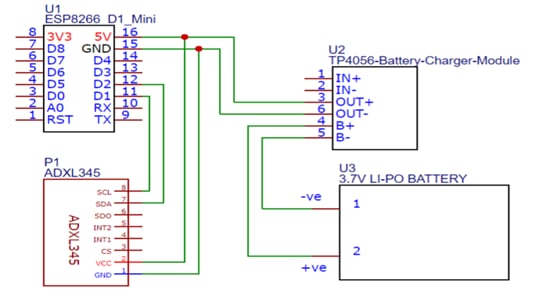 U1
ESP8266 D1_Mini
8 3V3 5V 16
7 D8 GND 15
6 D7 D4 14
5 D6 D3 13
4 D5 D2 12
3 D0 D1 11
2 A0 RX 10
1 RST TX 9
U2
TP4056-Battery-Charger-Module
1 IN+
2 IN-
3 OUT+
6 OUT-
4 B+
5 B-
P1
ADXL345
ADXL345
SCL 8
SDA 7
SDO 6
INT2 5
INT1 4
CS 3
VCC 2
GND 1
U3
3.7V LI-PO BATTERY
-ve 1
+ve 2